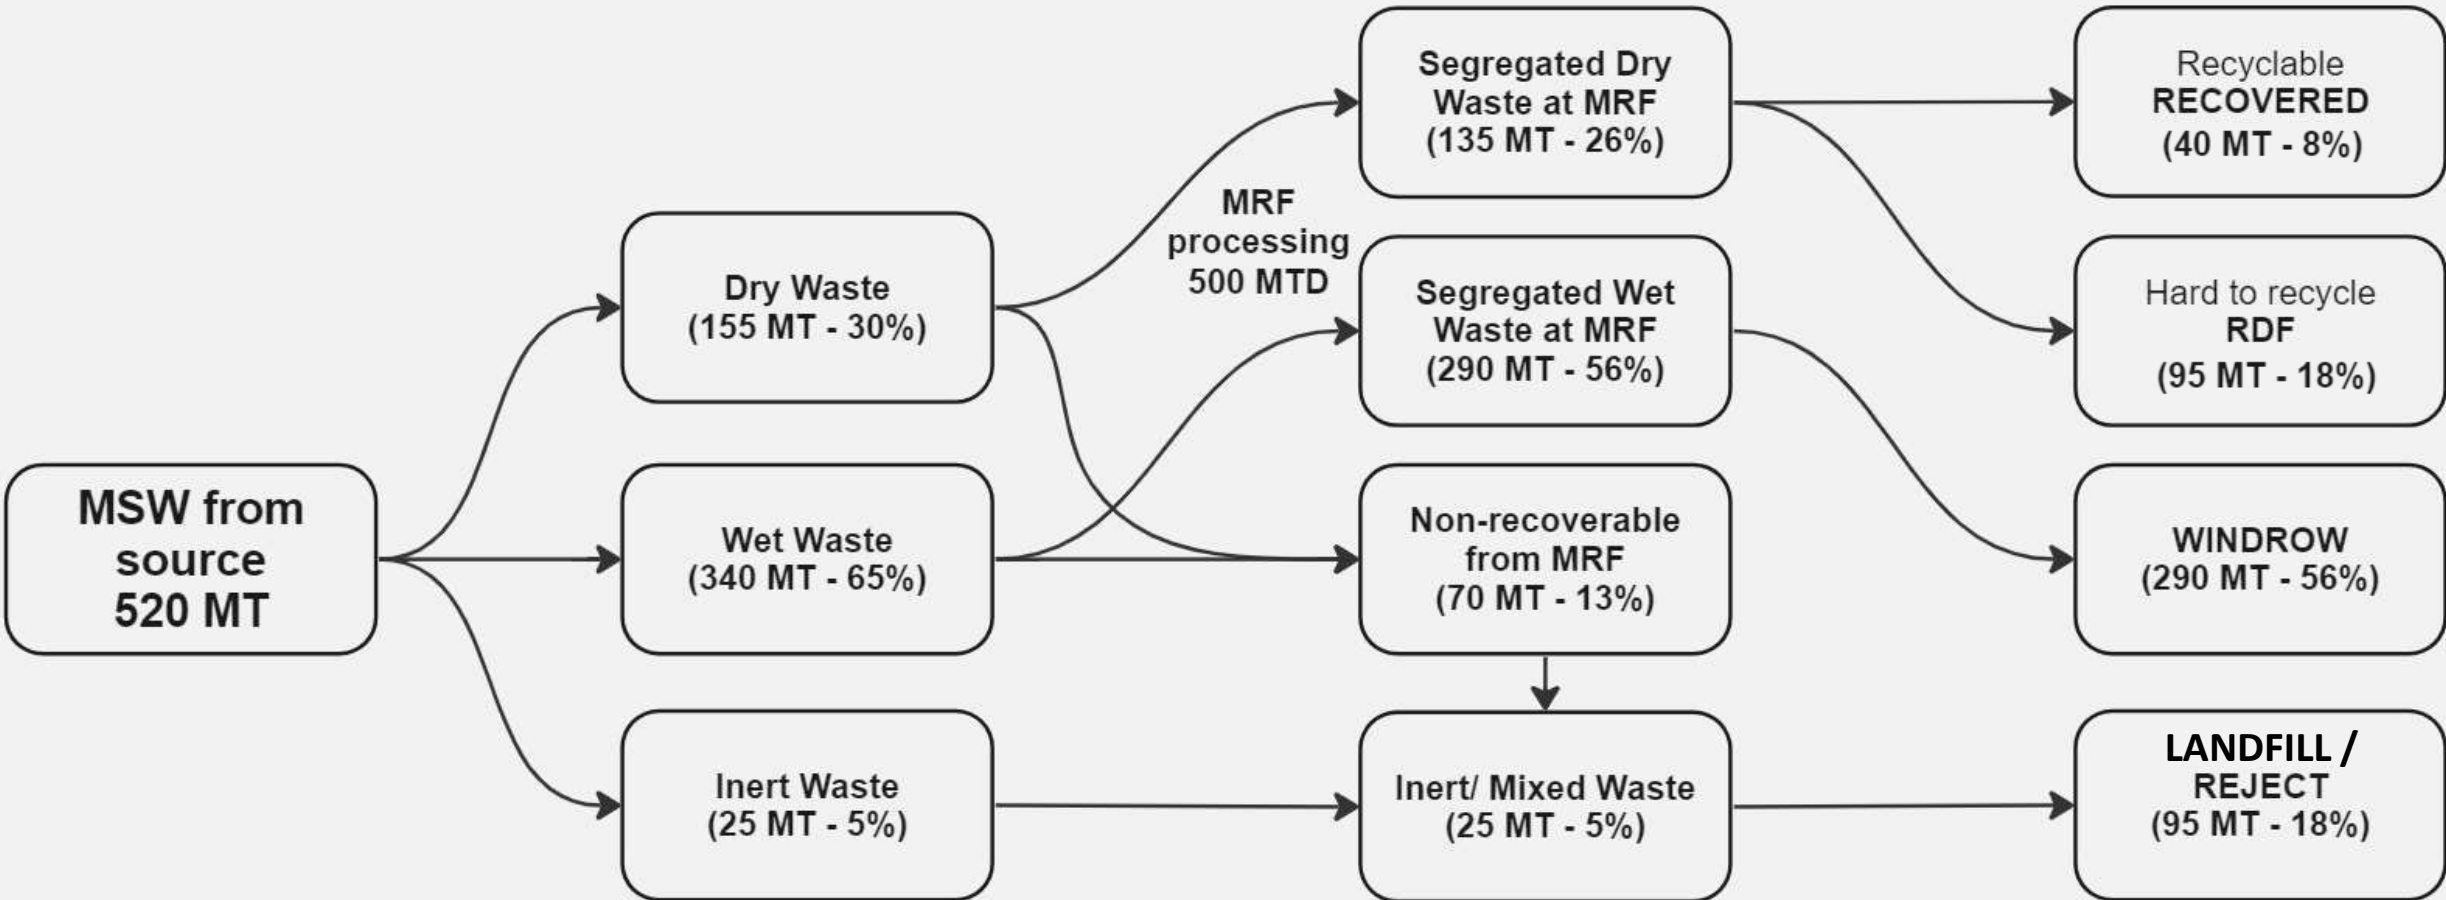 MSW from
source
520 MT
Dry Waste
(155 MT - 30%)
Wet Waste
(340 MT - 65%)
Inert Waste
(25 MT - 5%)
MRF
processing
500 MTD
Segregated Dry
Waste at MRF
(135 MT - 26%)
Segregated Wet
Waste at MRF
(290 MT - 56%)
Non-recoverable
from MRF
(70 MT - 13%)
Inert/ Mixed Waste
(25 MT - 5%)
Recyclable
RECOVERED
(40 MT - 8%)
Hard to recycle
RDF
(95 MT - 18%)
WINDROW
(290 MT - 56%)
LANDFILL /
REJECT
(95 MT - 18%)